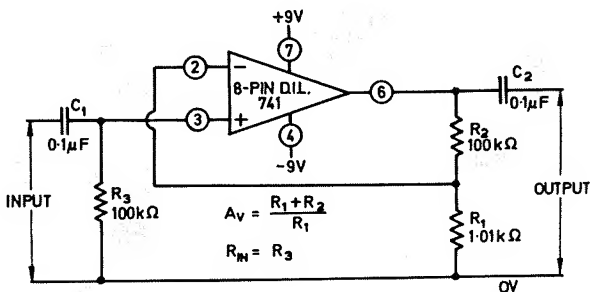 +9V
7
2
−
8-PIN D.I.L.
741
6
C2
0·1µF
C1
0·1µF
3
+
4
−9V
R2
100kΩ
INPUT
R3
100kΩ
AV = R1+R2
R1
RIN = R3
R1
1·01kΩ
OUTPUT
0V